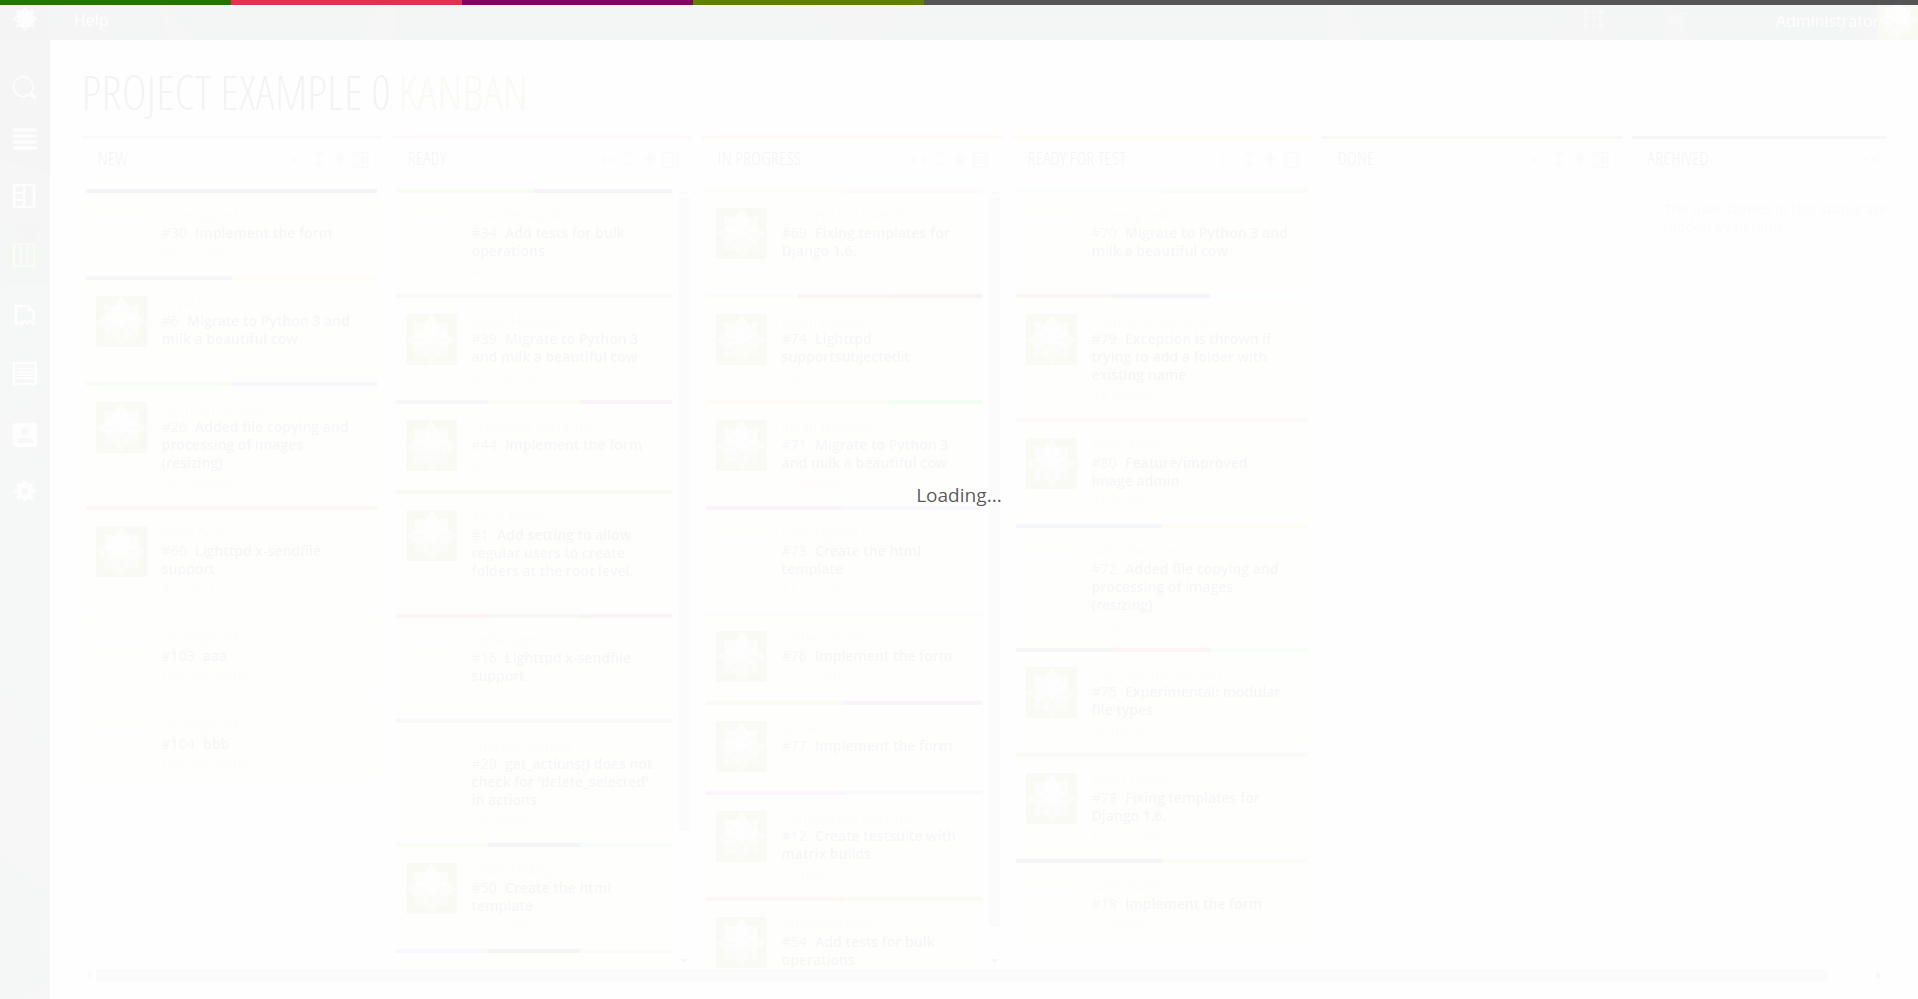 Help
Administrator
PROJECT EXAMPLE 0 KANBAN
NEW
#30 Implement the form
#6 Migrate to Python 3 and
milk a beautiful cow
#26 Added file copying and
processing of images
(resizing)
#60 Lighttpd x-sendfile
support
#103 aaa
#104 bbb
READY
#34 Add tests for bulk
operations
#39 Migrate to Python 3
and milk a beautiful cow
#44 Implement the form
#1 Add setting to allow
regular users to create
folders at the root level.
#16 Lighttpd x-sendfile
support
#20 get_actions() does not
check for 'delete_selected'
in actions
#50 Create the html
template
IN PROGRESS
#69 Fixing templates for
Django 1.6.
#74 Lighttpd
supportsubjectedit
#71 Migrate to Python 3
and milk a beautiful cow
#73 Create the html
template
#76 Implement the form
#77 Implement the form
#12 Create testsuite with
matrix builds
#54 Add tests for bulk
operations
READY FOR TEST
#70 Migrate to Python 3 and
milk a beautiful cow
#79 Exception is thrown if
trying to add a folder with
existing name
#80 Feature/improved
image admin
#72 Added file copying and
processing of images
(resizing)
#75 Experimental: modular
file types
#78 Fixing templates for
Django 1.6.
#18 Implement the form
DONE
ARCHIVED
Loading...